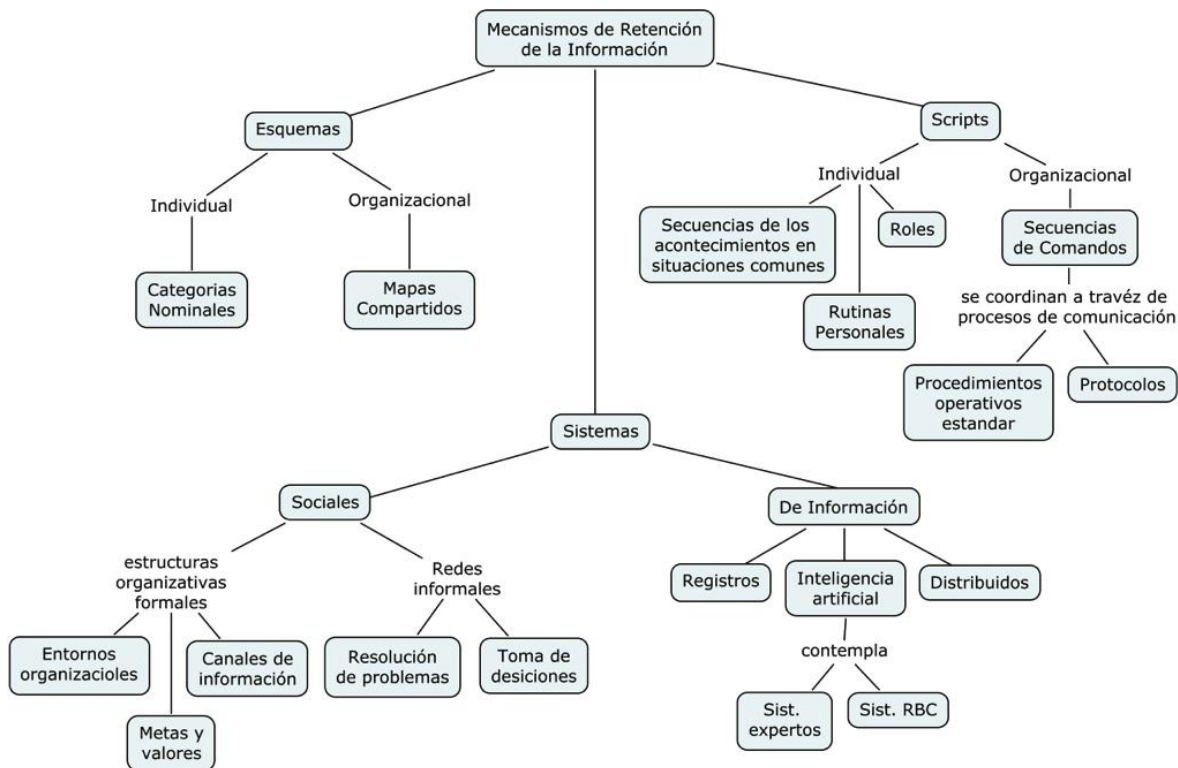 Mecanismos de Retención
de la Información
Esquemas
Scripts
Individual
Organizacional
Individual
Organizacional
Categorias
Nominales
Mapas
Compartidos
Secuencias de los
acontecimientos en
situaciones comunes
Roles
Rutinas
Personales
Secuencias
de Comandos
se coordinan a travéz de
procesos de comunicación
Procedimientos
operativos
estandar
Protocolos
Sistemas
Sociales
De Información
estructuras
organizativas
formales
Redes
informales
Entornos
organizacioles
Metas y
valores
Canales de
información
Resolución
de problemas
Toma de
desiciones
Registros
Inteligencia
artificial
Distribuidos
contempla
Sist.
expertos
Sist. RBC